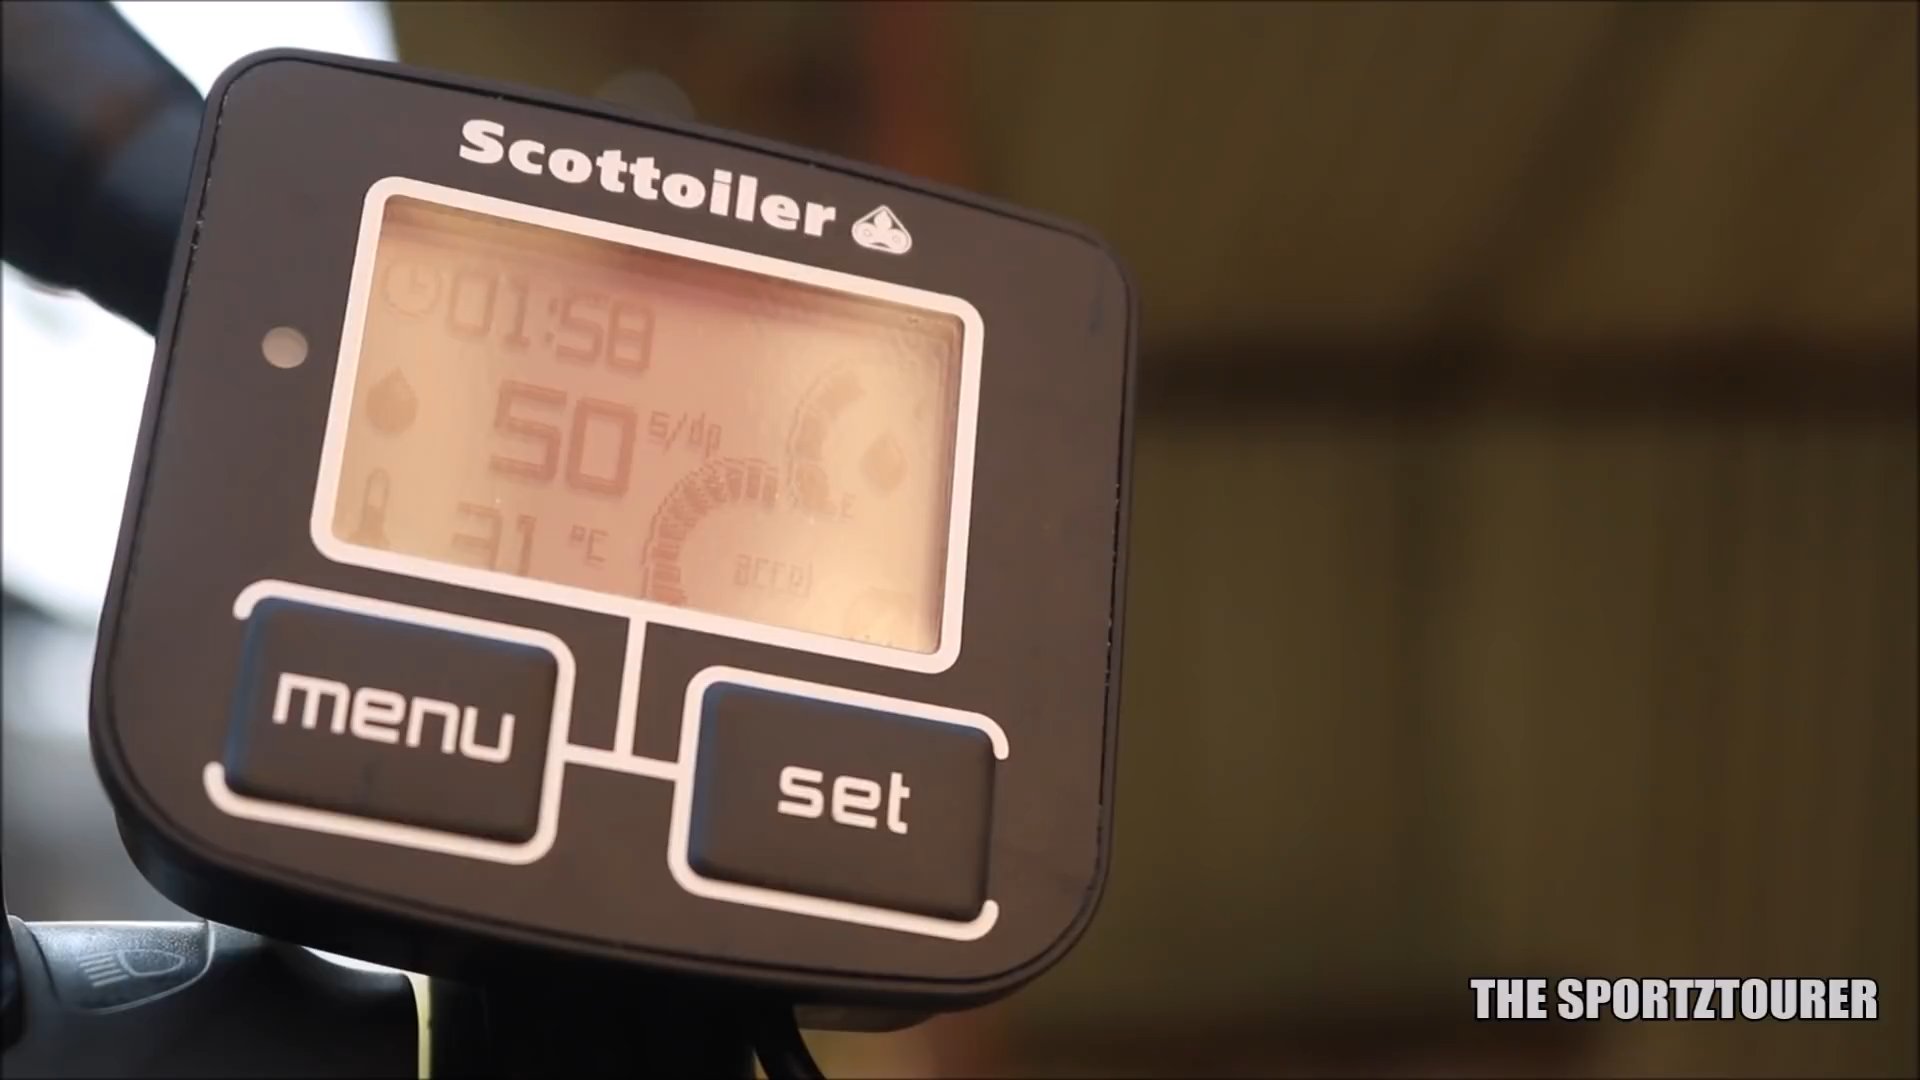 Scottoiler
01:58
50 s/dp
31 °C
E
accel
menu
set
THE SPORTZTOURER